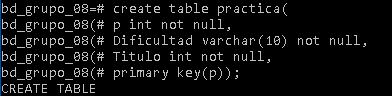 bd_grupo_08=# create table practica(
bd_grupo_08(# p int not null,
bd_grupo_08(# Dificultad varchar(10) not null,
bd_grupo_08(# Titulo int not null,
bd_grupo_08(# primary key(p));
CREATE TABLE